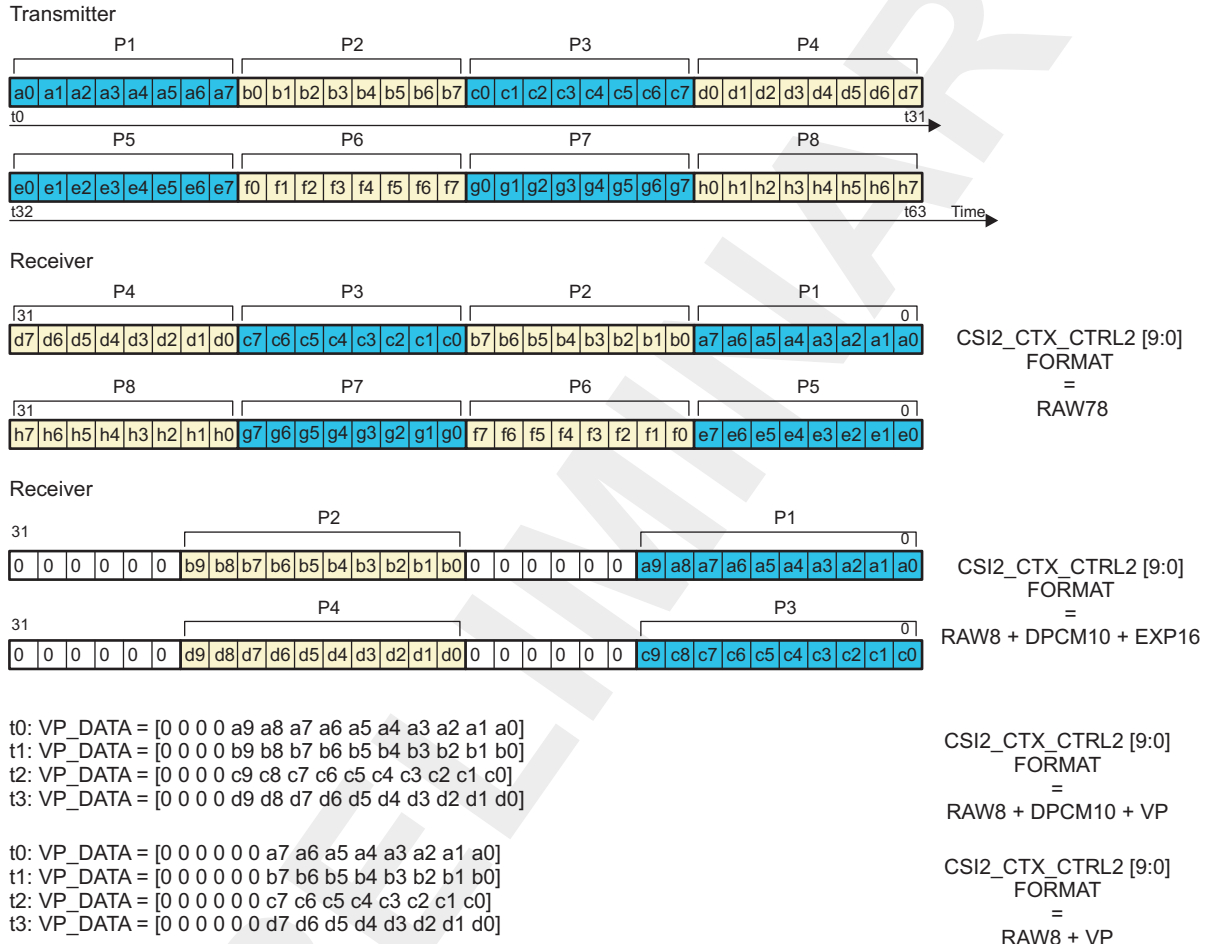 Transmitter
P1 P2 P3 P4
a0 a1 a2 a3 a4 a5 a6 a7 b0 b1 b2 b3 b4 b5 b6 b7 c0 c1 c2 c3 c4 c5 c6 c7 d0 d1 d2 d3 d4 d5 d6 d7
t0 t31
P5 P6 P7 P8
e0 e1 e2 e3 e4 e5 e6 e7 f0 f1 f2 f3 f4 f5 f6 f7 g0 g1 g2 g3 g4 g5 g6 g7 h0 h1 h2 h3 h4 h5 h6 h7
t32 t63 Time
Receiver
P4 P3 P2 P1
31 0
d7 d6 d5 d4 d3 d2 d1 d0 c7 c6 c5 c4 c3 c2 c1 c0 b7 b6 b5 b4 b3 b2 b1 b0 a7 a6 a5 a4 a3 a2 a1 a0
P8 P7 P6 P5
31 0
h7 h6 h5 h4 h3 h2 h1 h0 g7 g6 g5 g4 g3 g2 g1 g0 f7 f6 f5 f4 f3 f2 f1 f0 e7 e6 e5 e4 e3 e2 e1 e0
CSI2_CTX_CTRL2 [9:0]
FORMAT
=
RAW78
Receiver
P2 P1
31 0
0 0 0 0 0 0 b9 b8 b7 b6 b5 b4 b3 b2 b1 b0 0 0 0 0 0 0 a9 a8 a7 a6 a5 a4 a3 a2 a1 a0
P4 P3
31 0
0 0 0 0 0 0 d9 d8 d7 d6 d5 d4 d3 d2 d1 d0 0 0 0 0 0 0 c9 c8 c7 c6 c5 c4 c3 c2 c1 c0
CSI2_CTX_CTRL2 [9:0]
FORMAT
=
RAW8 + DPCM10 + EXP16
t0: VP_DATA = [0 0 0 0 a9 a8 a7 a6 a5 a4 a3 a2 a1 a0]
t1: VP_DATA = [0 0 0 0 b9 b8 b7 b6 b5 b4 b3 b2 b1 b0]
t2: VP_DATA = [0 0 0 0 c9 c8 c7 c6 c5 c4 c3 c2 c1 c0]
t3: VP_DATA = [0 0 0 0 d9 d8 d7 d6 d5 d4 d3 d2 d1 d0]
CSI2_CTX_CTRL2 [9:0]
FORMAT
=
RAW8 + DPCM10 + VP
t0: VP_DATA = [0 0 0 0 0 0 a7 a6 a5 a4 a3 a2 a1 a0]
t1: VP_DATA = [0 0 0 0 0 0 b7 b6 b5 b4 b3 b2 b1 b0]
t2: VP_DATA = [0 0 0 0 0 0 c7 c6 c5 c4 c3 c2 c1 c0]
t3: VP_DATA = [0 0 0 0 0 0 d7 d6 d5 d4 d3 d2 d1 d0]
CSI2_CTX_CTRL2 [9:0]
FORMAT
=
RAW8 + VP